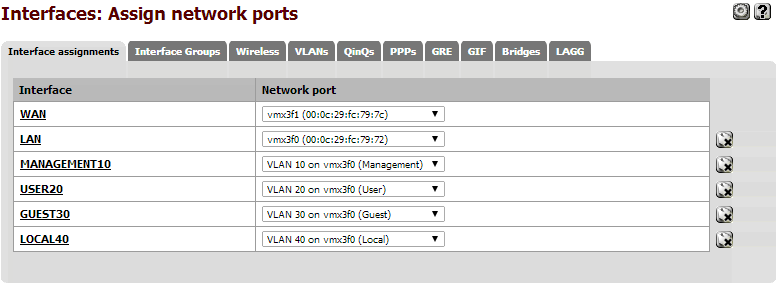 Interfaces: Assign network ports
?
Interface assignments Interface Groups Wireless VLANs QinQs PPPs GRE GIF Bridges LAGG
Interface Network port
WAN vmx3f1 (00:0c:29:fc:79:7c)
LAN vmx3f0 (00:0c:29:fc:79:72)
MANAGEMENT10 VLAN 10 on vmx3f0 (Management)
USER20 VLAN 20 on vmx3f0 (User)
GUEST30 VLAN 30 on vmx3f0 (Guest)
LOCAL40 VLAN 40 on vmx3f0 (Local)